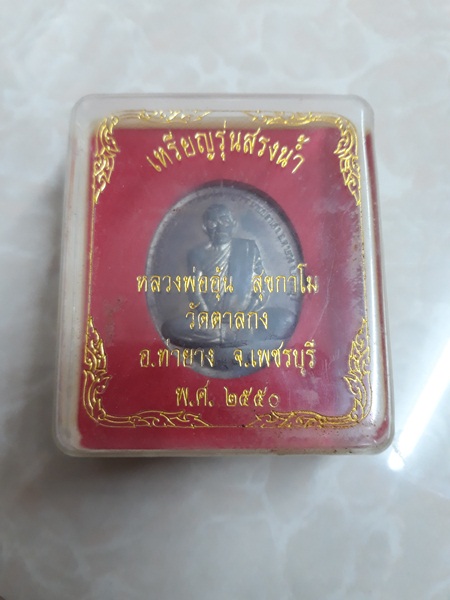 เหรียญรุ่นสรงน้ำ
หลวงพ่ออุ้น สุขกาโม
วัดตาลกง
อ.ท่ายาง จ.เพชรบุรี
พ.ศ. ๒๕๕๐